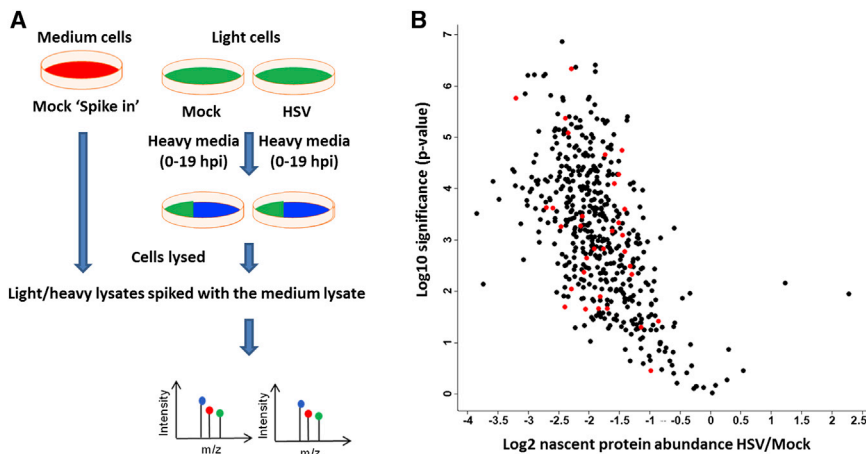 A
Medium cells
Light cells
Mock 'Spike in'
Mock
HSV
Heavy media
(0-19 hpi)
Heavy media
(0-19 hpi)
Cells lysed
Light/heavy lysates spiked with the medium lysate
Intensity
m/z
Intensity
m/z
B
Log10 significance (p-value)
7
6
5
4
3
2
1
0
-4 -3.5 -3 -2.5 -2 -1.5 -1 -0.5 0 0.5 1 1.5 2 2.5
Log2 nascent protein abundance HSV/Mock